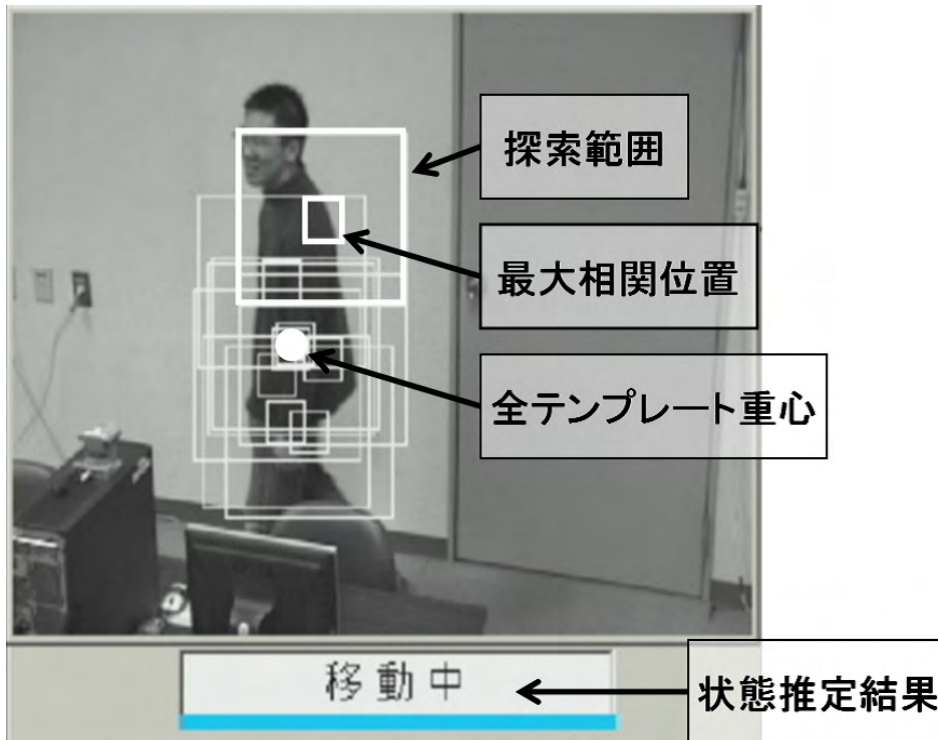 探索範囲
最大相関位置
全テンプレート重心
移動中
状態推定結果